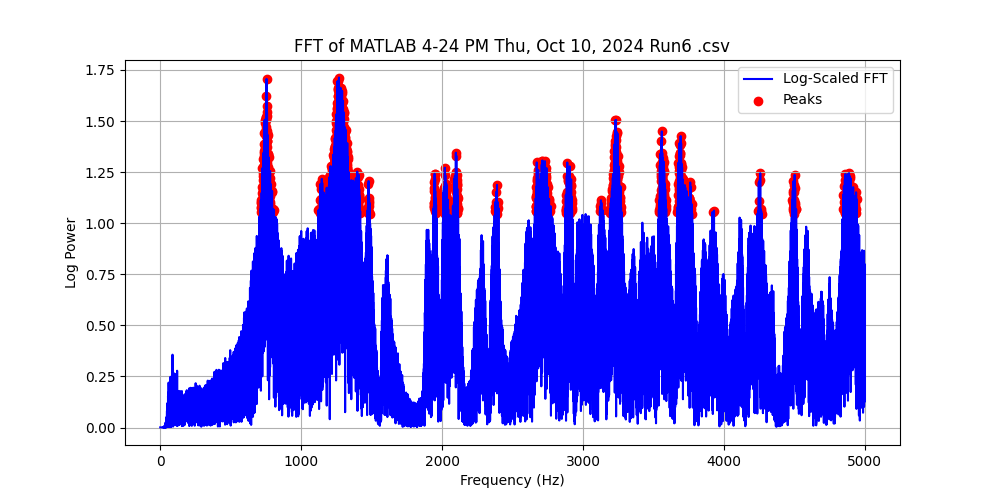 FFT of MATLAB 4-24 PM Thu, Oct 10, 2024 Run6 .csv
Log-Scaled FFT
Peaks
1.75
1.50
1.25
1.00
0.75
0.50
0.25
0.00
Log Power
0 1000 2000 3000 4000 5000
Frequency (Hz)